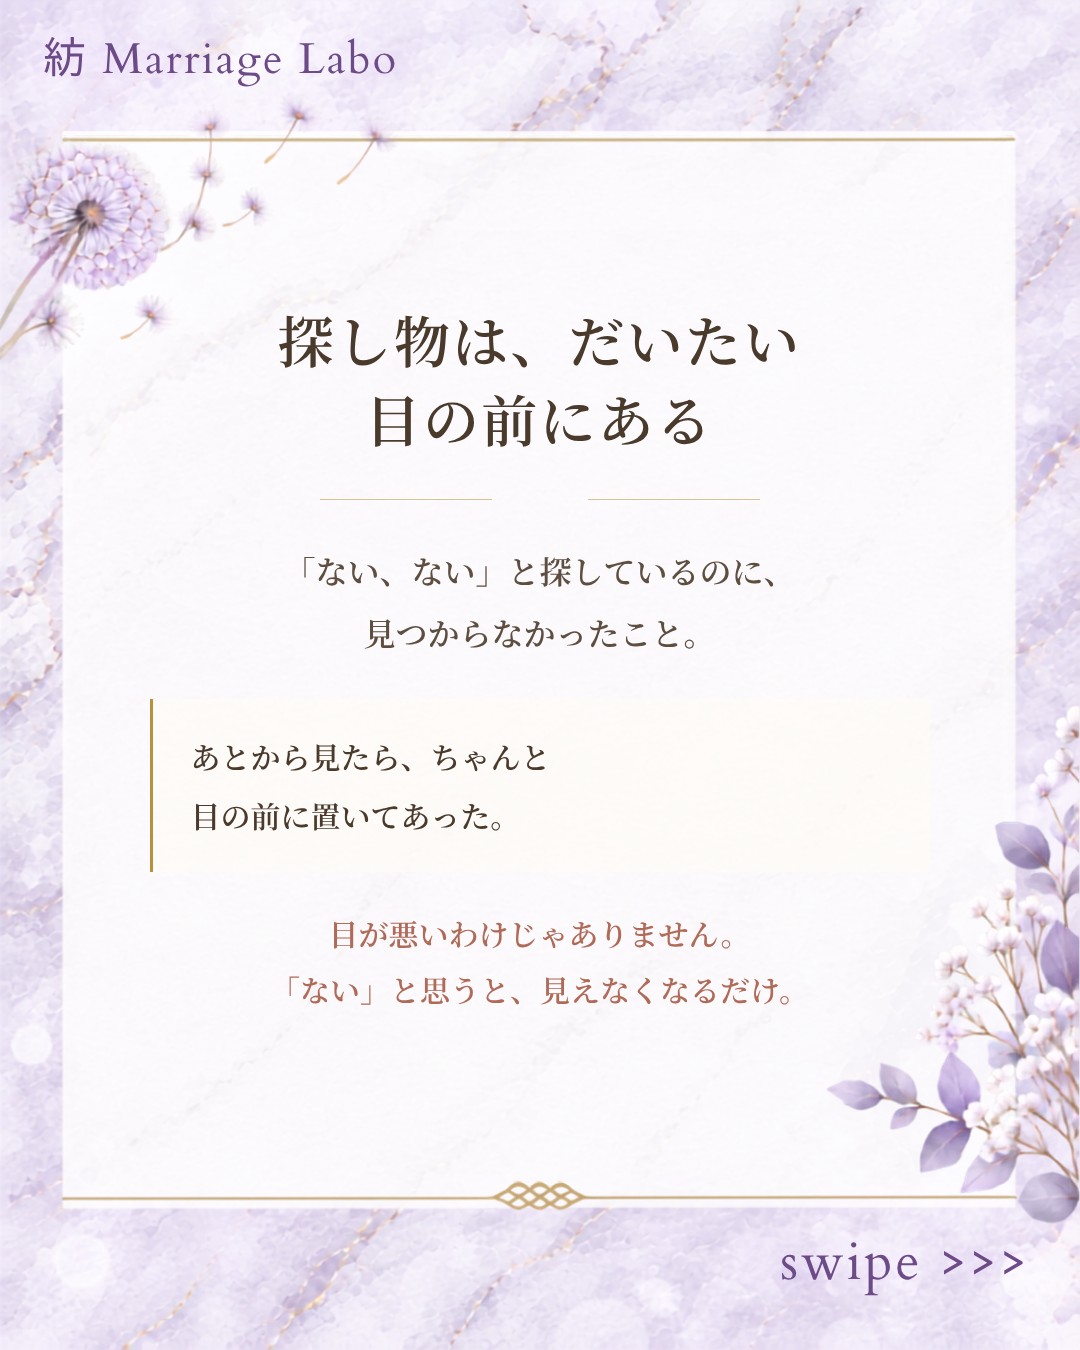 紡 Marriage Labo
探し物は、だいたい
目の前にある
「ない、ない」と探しているのに、
見つからなかったこと。
あとから見たら、ちゃんと
目の前に置いてあった。
目が悪いわけじゃありません。
「ない」と思うと、見えなくなるだけ。
swipe >>>